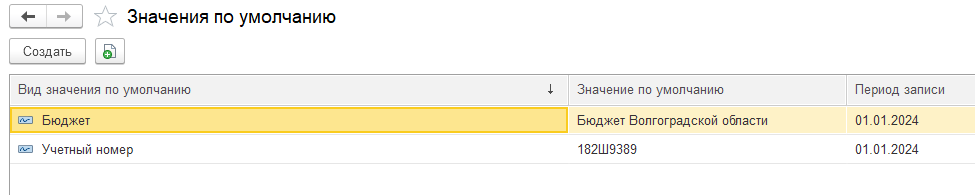 Значения по умолчанию
Создать
Вид значения по умолчанию ↓ Значение по умолчанию Период записи
Бюджет Бюджет Волгоградской области 01.01.2024
Учетный номер 182Ш9389 01.01.2024